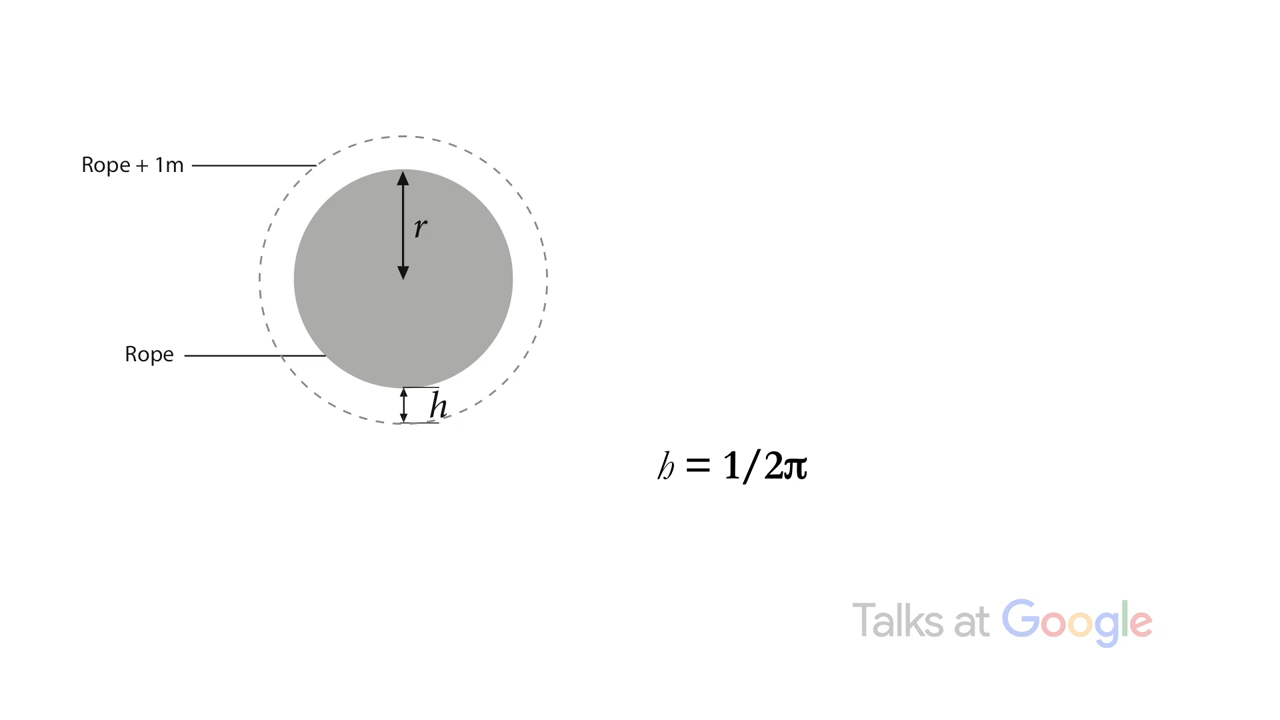 Rope + 1m
r
Rope
h
h = 1/2π
Talks at Google